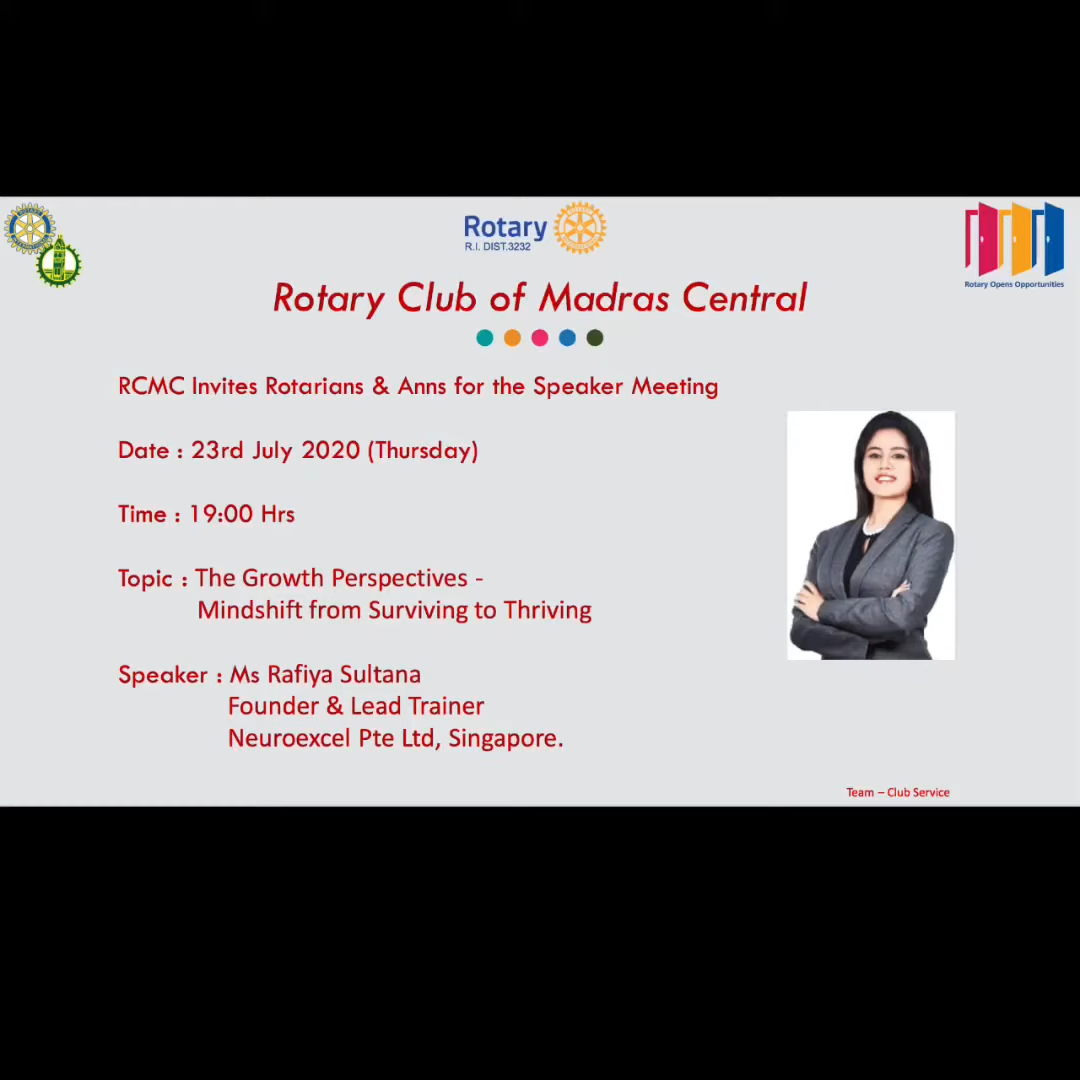 Rotary
R.I. DIST.3232
Rotary Opens Opportunities
Rotary Club of Madras Central
RCMC Invites Rotarians & Anns for the Speaker Meeting
Date : 23rd July 2020 (Thursday)
Time : 19:00 Hrs
Topic : The Growth Perspectives -
Mindshift from Surviving to Thriving
Speaker : Ms Rafiya Sultana
Founder & Lead Trainer
Neuroexcel Pte Ltd, Singapore.
Team – Club Service